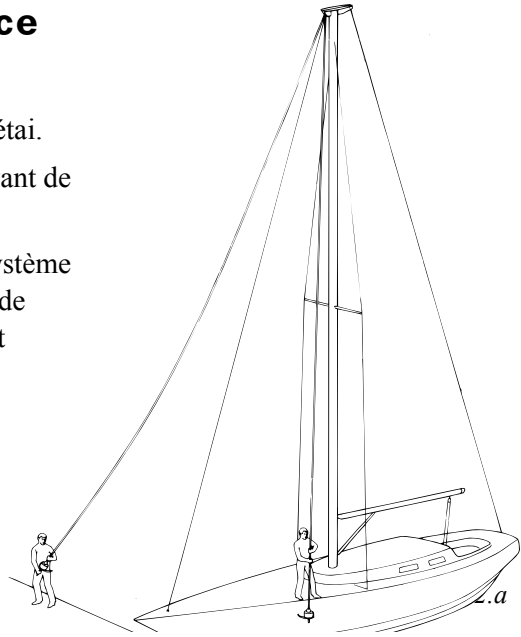 ce
étai.
ant de
ystème
de
t
2.a